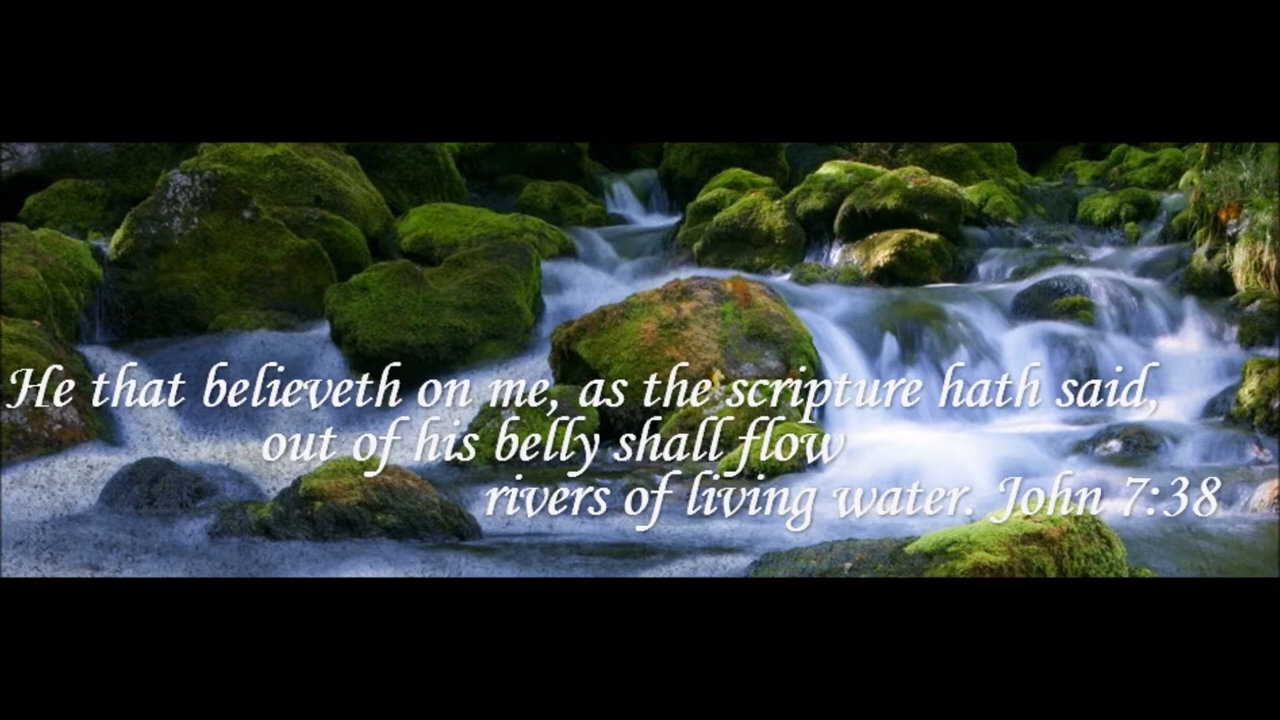 He that believeth on me, as the scripture hath said,
out of his belly shall flow
rivers of living water. John 7:38